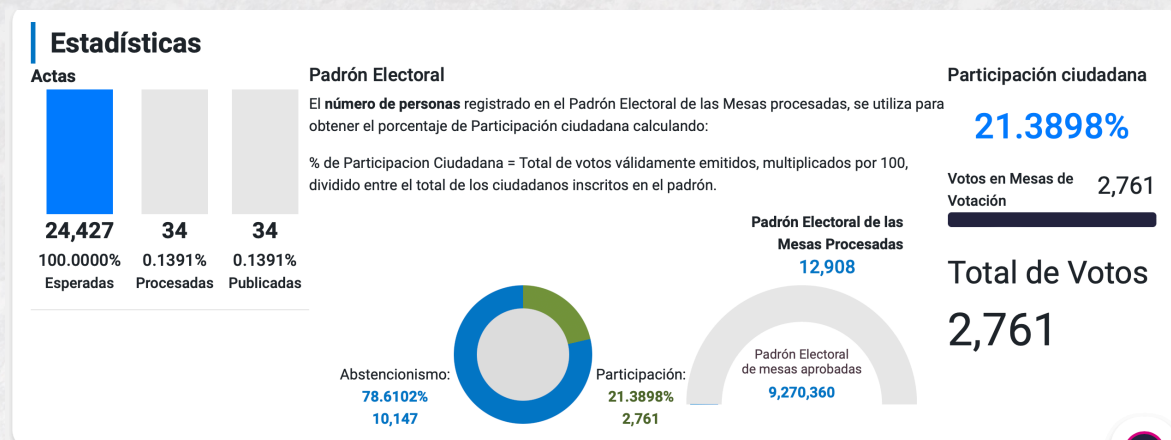 Estadísticas
Actas
24,427
100.0000%
Esperadas
34
0.1391%
Procesadas
34
0.1391%
Publicadas
Padrón Electoral
El número de personas registrado en el Padrón Electoral de las Mesas procesadas, se utiliza para
obtener el porcentaje de Participación ciudadana calculando:
% de Participacion Ciudadana = Total de votos válidamente emitidos, multiplicados por 100,
dividido entre el total de los ciudadanos inscritos en el padrón.
Abstencionismo:
78.6102%
10,147
Participación:
21.3898%
2,761
Padrón Electoral de las
Mesas Procesadas
12,908
Padrón Electoral
de mesas aprobadas
9,270,360
Participación ciudadana
21.3898%
Votos en Mesas de
Votación
2,761
Total de Votos
2,761